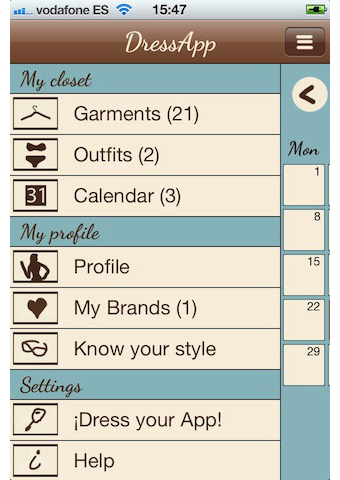 vodafone ES 15:47
DressApp
My closet
Garments (21)
Outfits (2)
31 Calendar (3)
My profile
Profile
My Brands (1)
Know your style
Settings
¡Dress your App!
i Help
Mon
1
8
15
22
29